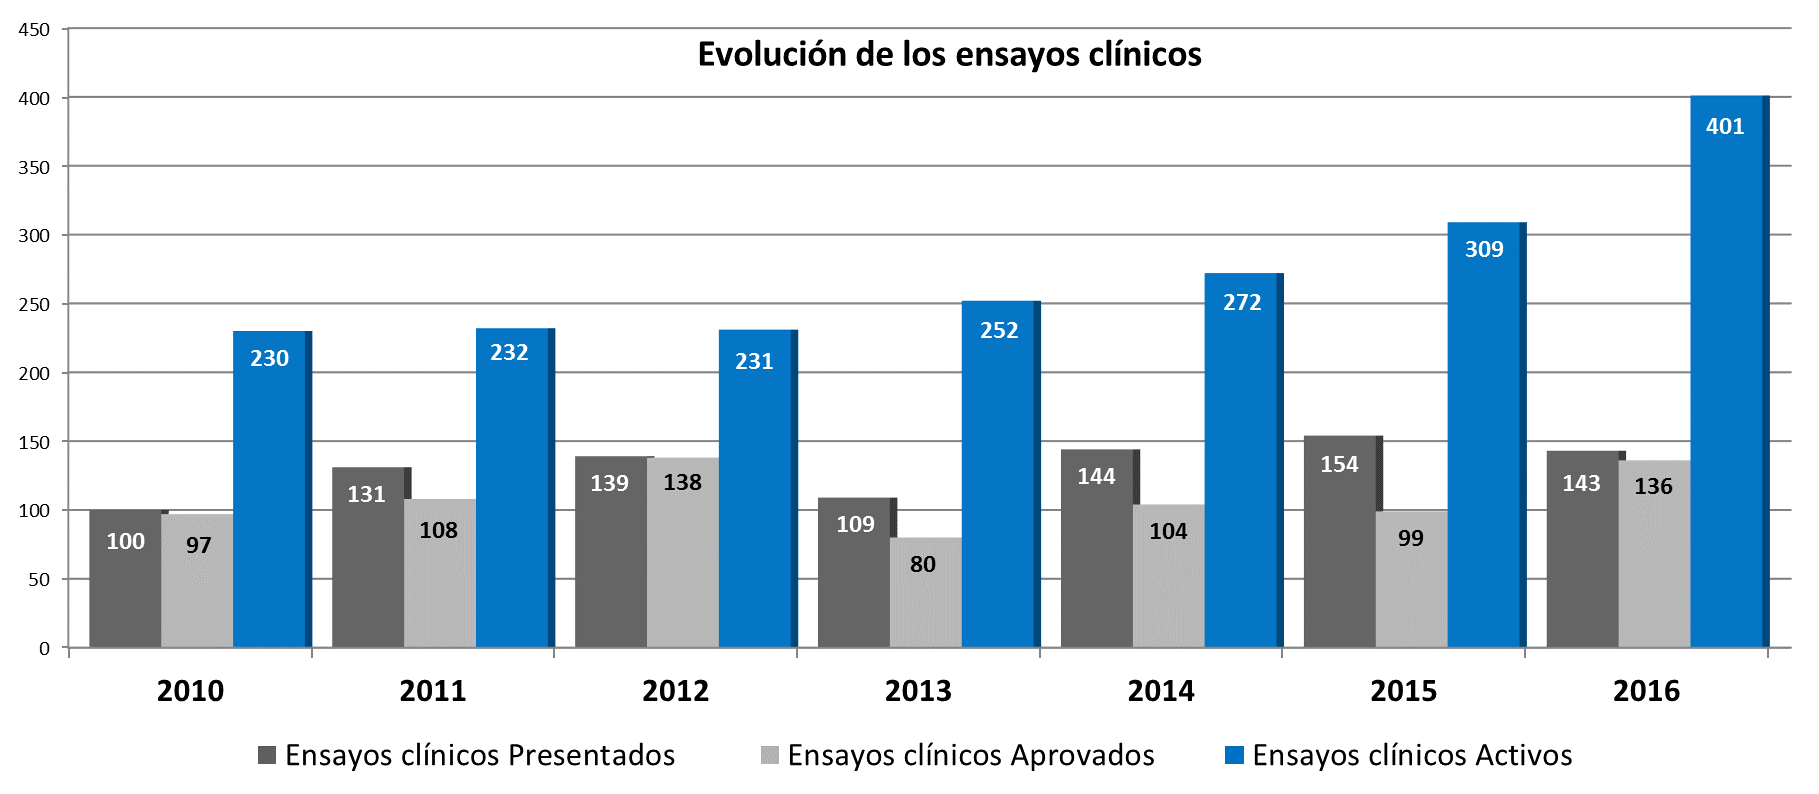 Evolución de los ensayos clínicos
450
400
350
300
250
200
150
100
50
0
100 97 230
131 108 232
139 138 231
109 80 252
144 104 272
154 99 309
143 136 401
2010 2011 2012 2013 2014 2015 2016
Ensayos clínicos Presentados Ensayos clínicos Aprovados Ensayos clínicos Activos